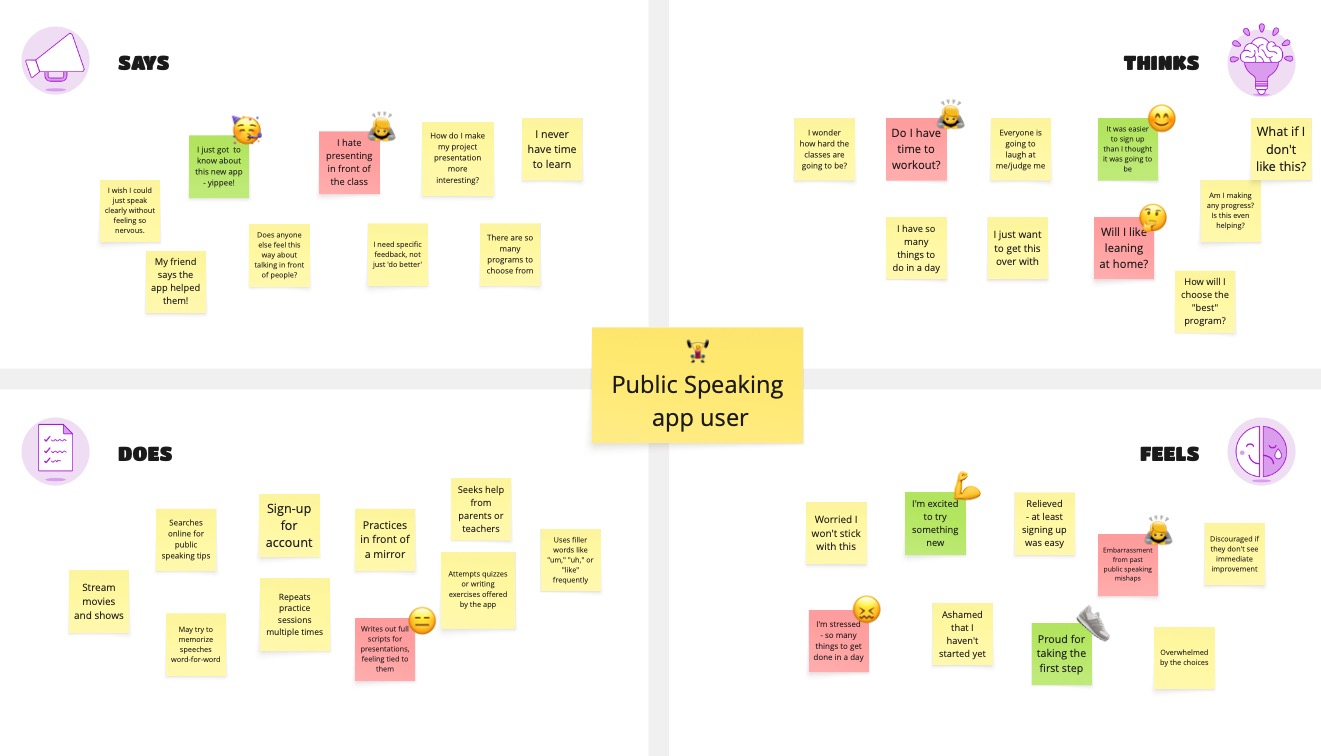 SAYS
I just got to
know about
this new app
- yippee!
I hate
presenting
in front of
the class
How do I make
my project
presentation
more
interesting?
I never
have time
to learn
I wish I could
just speak
clearly without
feeling so
nervous.
My friend
says the
app helped
them!
Does anyone
else feel this
way about
talking in front
of people?
I need specific
feedback, not
just 'do better'
There are so
many
programs to
choose from
THINKS
I wonder
how hard the
classes are
going to be?
Do I have
time to
workout?
Everyone is
going to
laugh at
me/judge me
It was easier
to sign up
than I thought
it was going to
be
What if I
don't
like this?
Am I making
any progress?
Is this even
helping?
I have so
many
things to
do in a day
I just want
to get this
over with
Will I like
leaning
at home?
How will I
choose the
"best"
program?
Public Speaking
app user
DOES
Searches
online for
public
speaking tips
Sign-up
for
account
Practices
in front of
a mirror
Seeks help
from
parents or
teachers
Uses filler
words like
"um," "uh," or
"like"
frequently
Stream
movies
and shows
May try to
memorize
speeches
word-for-word
Repeats
practice
sessions
multiple times
Writes out full
scripts for
presentations,
feeling tied to
them
Attempts quizzes
or writing
exercises offered
by the app
FEELS
Worried I
won't stick
with this
I'm excited
to try
something
new
Relieved
- at least
signing up
was easy
Embarrassment
from past
public speaking
mishaps
Discouraged if
they don't see
immediate
improvement
I'm stressed
- so many
things to get
done in a day
Ashamed
that I
haven't
started yet
Proud for
taking the
first step
Overwhelmed
by the choices